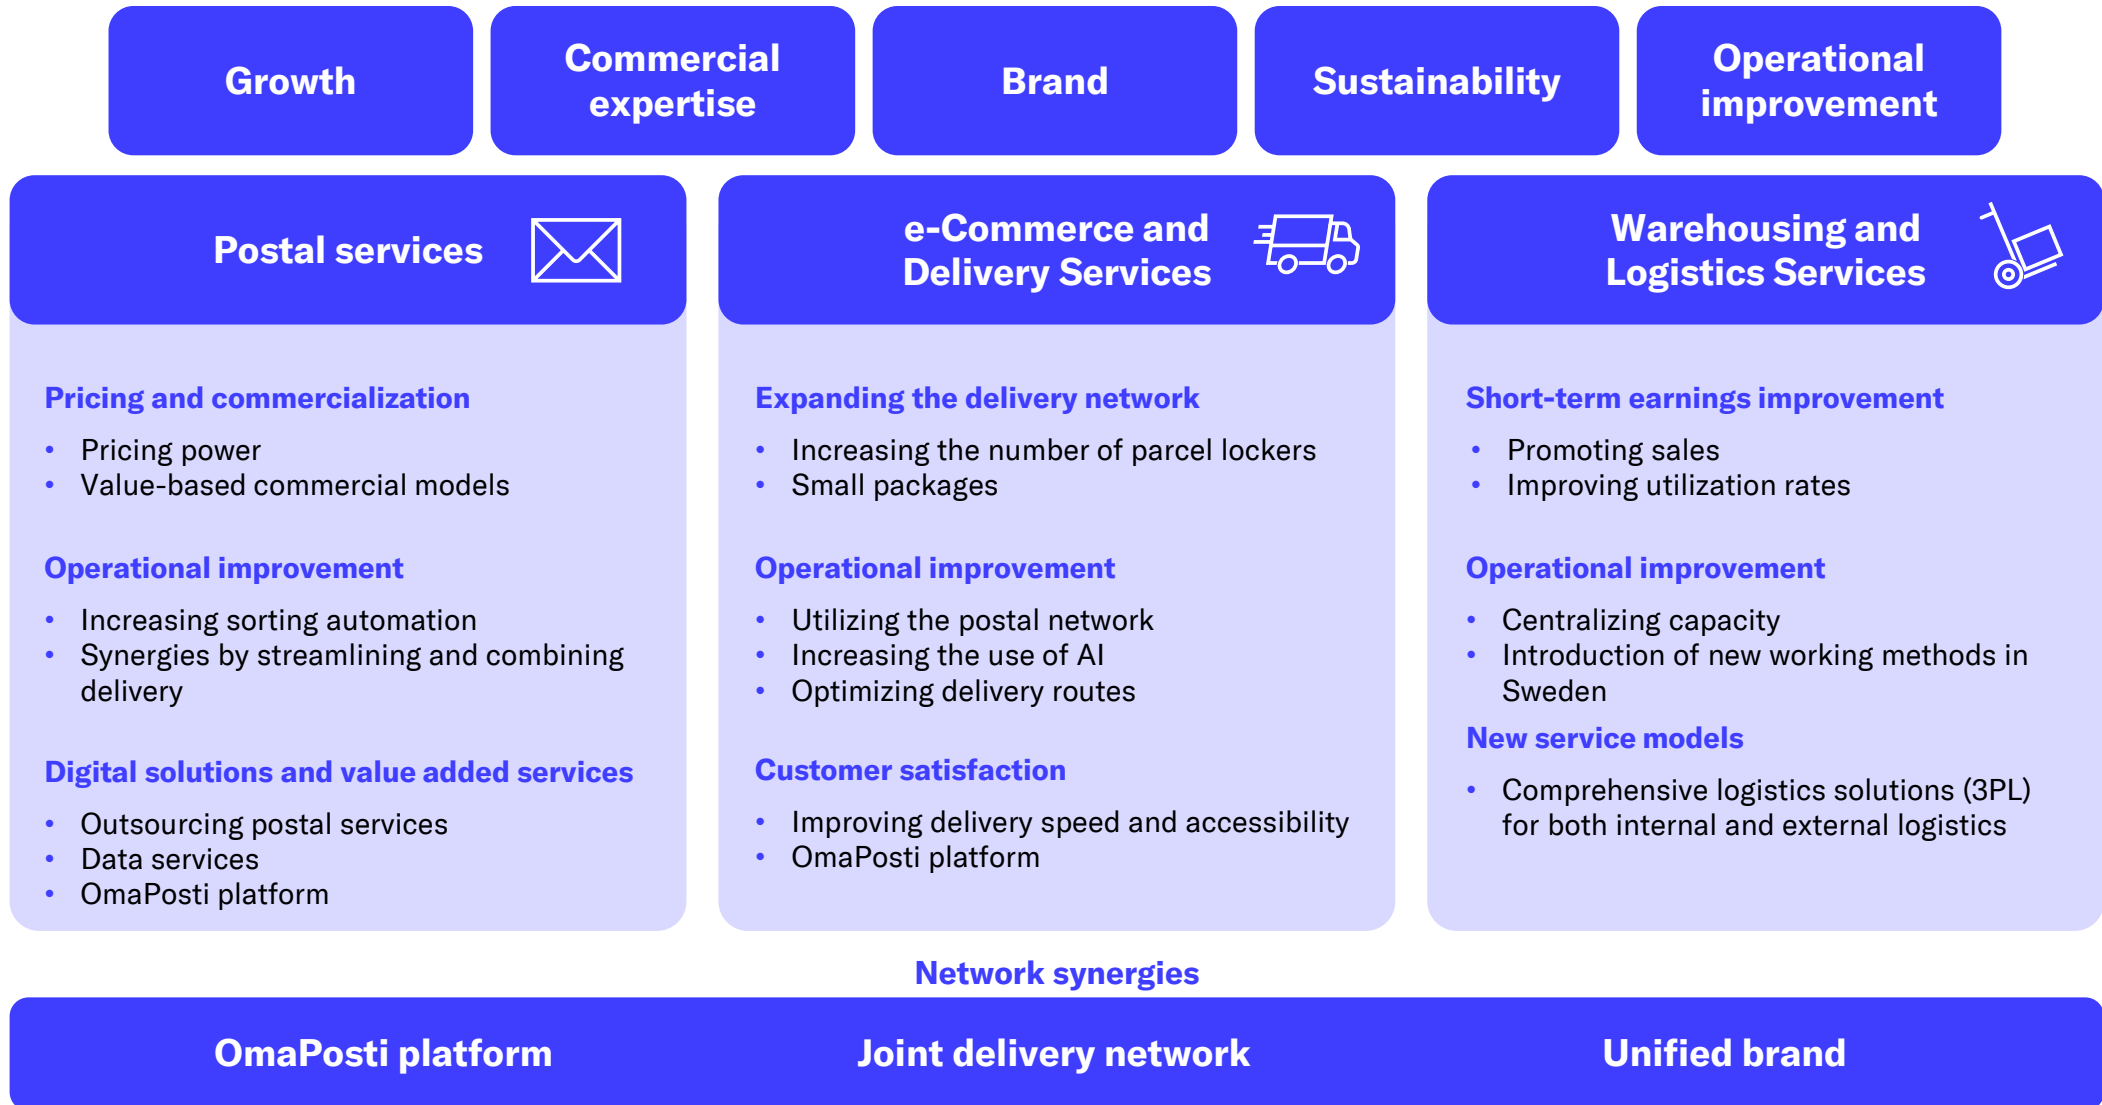 Growth
Commercial
expertise
Brand
Sustainability
Operational
improvement
Postal services
Pricing and commercialization
• Pricing power
• Value-based commercial models
Operational improvement
• Increasing sorting automation
• Synergies by streamlining and combining
delivery
Digital solutions and value added services
• Outsourcing postal services
• Data services
• OmaPosti platform
e-Commerce and
Delivery Services
Expanding the delivery network
• Increasing the number of parcel lockers
• Small packages
Operational improvement
• Utilizing the postal network
• Increasing the use of AI
• Optimizing delivery routes
Customer satisfaction
• Improving delivery speed and accessibility
• OmaPosti platform
Warehousing and
Logistics Services
Short-term earnings improvement
• Promoting sales
• Improving utilization rates
Operational improvement
• Centralizing capacity
• Introduction of new working methods in
Sweden
New service models
• Comprehensive logistics solutions (3PL)
for both internal and external logistics
Network synergies
OmaPosti platform
Joint delivery network
Unified brand